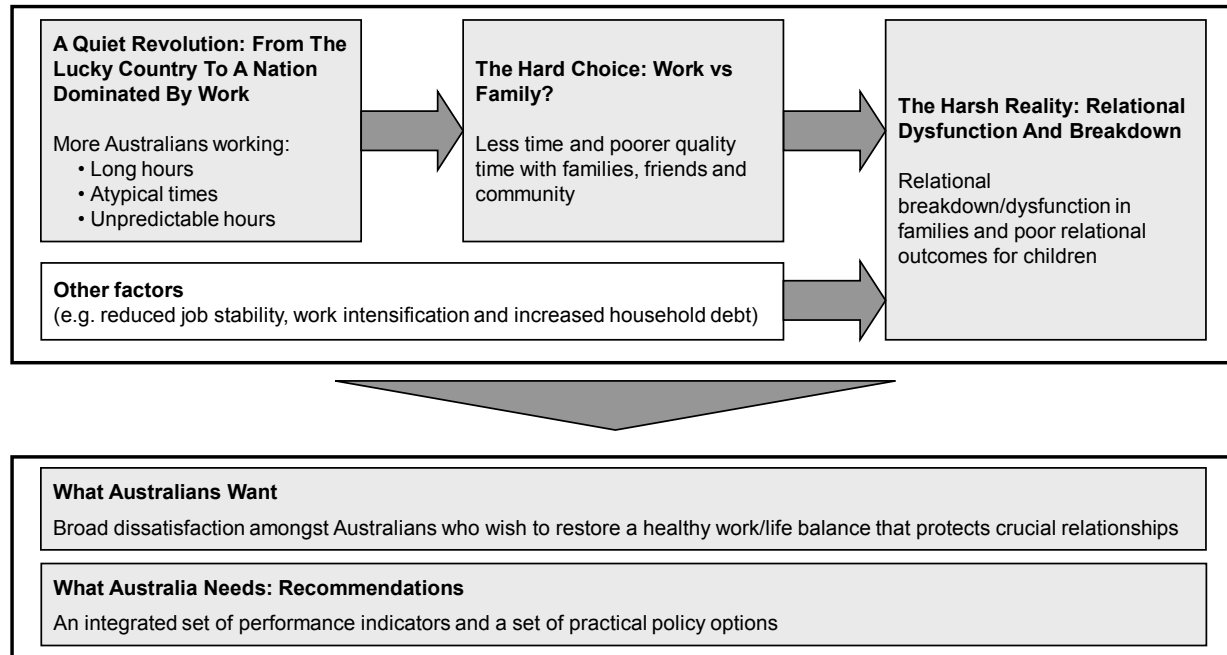 A Quiet Revolution: From The
Lucky Country To A Nation
Dominated By Work
More Australians working:
• Long hours
• Atypical times
• Unpredictable hours
The Hard Choice: Work vs
Family?
Less time and poorer quality
time with families, friends and
community
The Harsh Reality: Relational
Dysfunction And Breakdown
Relational
breakdown/dysfunction in
families and poor relational
outcomes for children
Other factors
(e.g. reduced job stability, work intensification and increased household debt)
What Australians Want
Broad dissatisfaction amongst Australians who wish to restore a healthy work/life balance that protects crucial relationships
What Australia Needs: Recommendations
An integrated set of performance indicators and a set of practical policy options